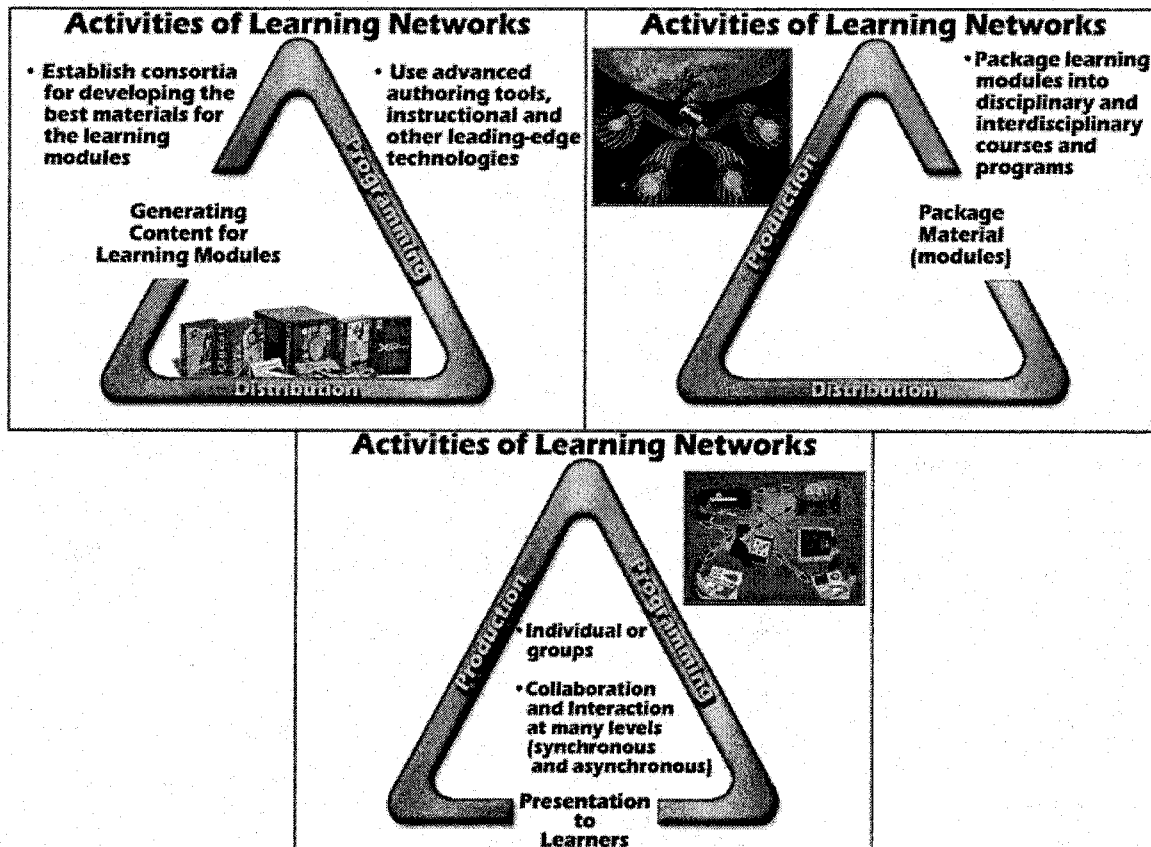 Activities of Learning Networks
• Establish consortia
for developing the
best materials for
the learning
modules
• Use advanced
authoring tools,
instructional and
other leading-edge
technologies
Programming
Generating
Content for
Learning Modules
Distribution
Activities of Learning Networks
• Package learning
modules into
disciplinary and
interdisciplinary
courses and
programs
Production
Package
Material
(modules)
Distribution
Activities of Learning Networks
Production
Programming
• Individual or
groups
• Collaboration
and Interaction
at many levels
(synchronous
and asynchronous)
Presentation
to
Learners